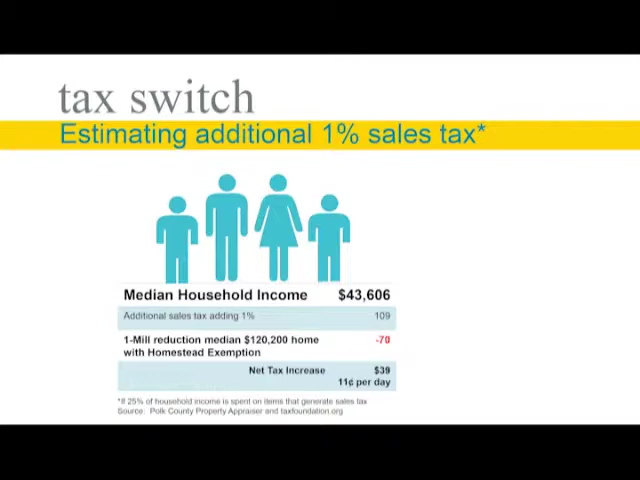 tax switch
Estimating additional 1% sales tax*
Median Household Income $43,606
Additional sales tax adding 1% 109
1-Mill reduction median $120,200 home -70
with Homestead Exemption
Net Tax Increase $39
11¢ per day
*If 25% of household income is spent on items that generate sales tax
Source: Polk County Property Appraiser and taxfoundation.org